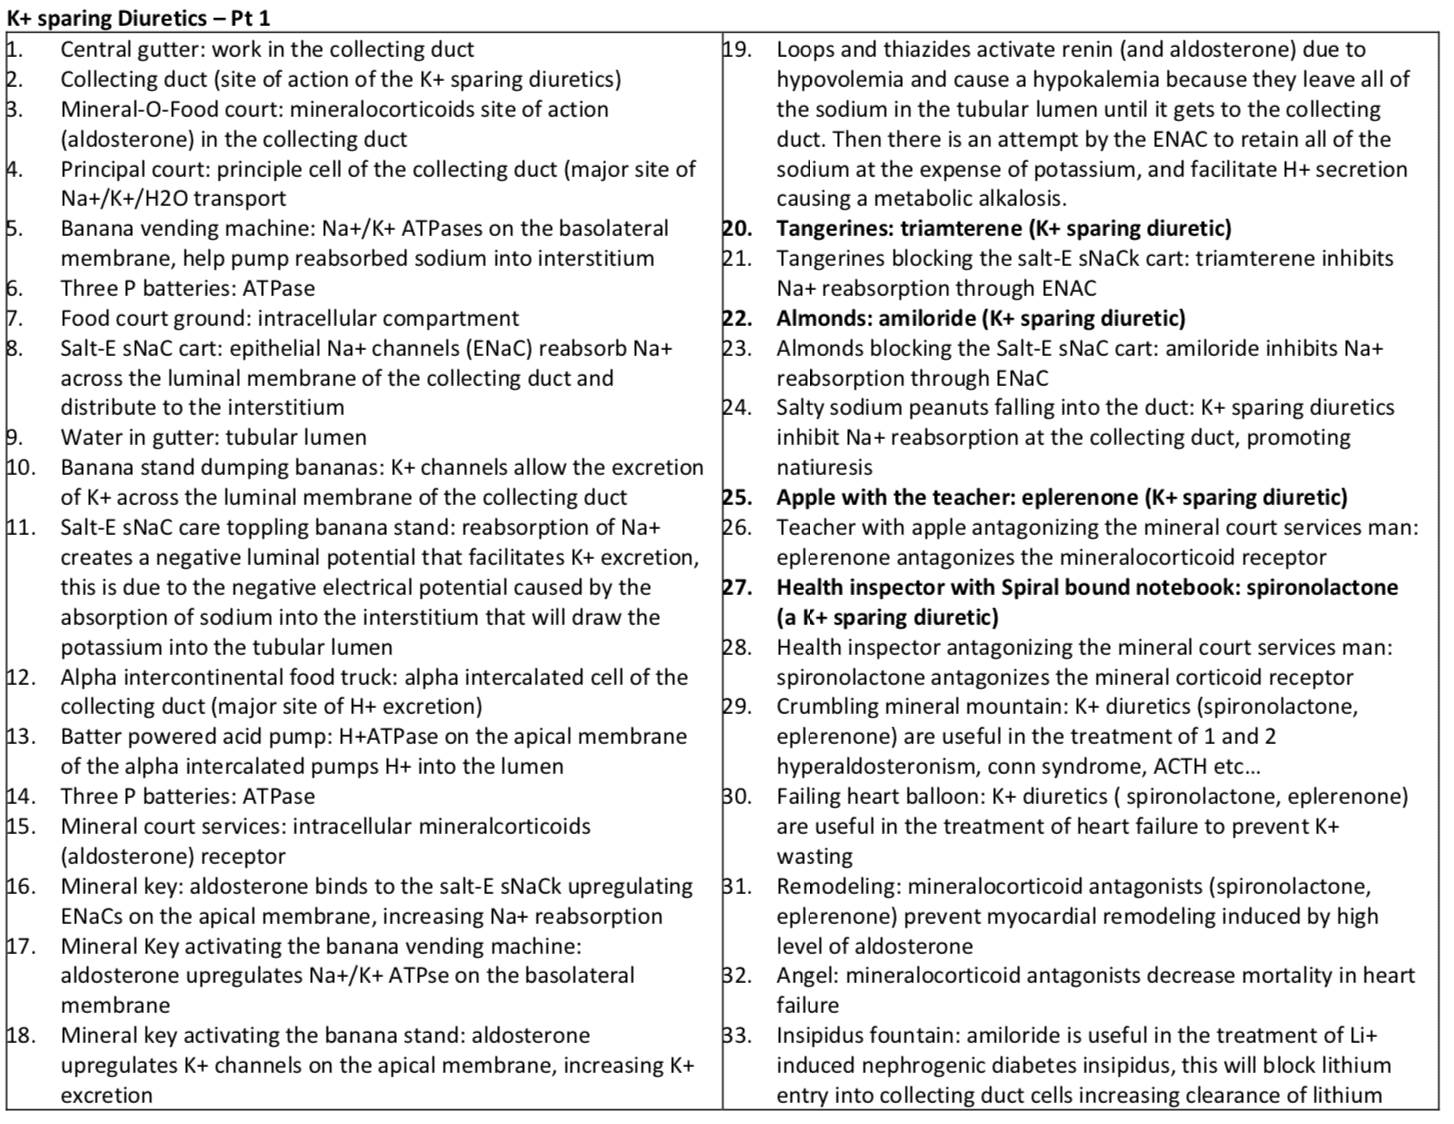 K+ sparing Diuretics – Pt 1
1. Central gutter: work in the collecting duct
2. Collecting duct (site of action of the K+ sparing diuretics)
3. Mineral-O-Food court: mineralocorticoids site of action
(aldosterone) in the collecting duct
4. Principal court: principle cell of the collecting duct (major site of
Na+/K+/H2O transport
5. Banana vending machine: Na+/K+ ATPases on the basolateral
membrane, help pump reabsorbed sodium into interstitium
6. Three P batteries: ATPase
7. Food court ground: intracellular compartment
8. Salt-E sNaC cart: epithelial Na+ channels (ENaC) reabsorb Na+
across the luminal membrane of the collecting duct and
distribute to the interstitium
9. Water in gutter: tubular lumen
10. Banana stand dumping bananas: K+ channels allow the excretion
of K+ across the luminal membrane of the collecting duct
11. Salt-E sNaC care toppling banana stand: reabsorption of Na+
creates a negative luminal potential that facilitates K+ excretion,
this is due to the negative electrical potential caused by the
absorption of sodium into the interstitium that will draw the
potassium into the tubular lumen
12. Alpha intercontinental food truck: alpha intercalated cell of the
collecting duct (major site of H+ excretion)
13. Batter powered acid pump: H+ATPase on the apical membrane
of the alpha intercalated pumps H+ into the lumen
14. Three P batteries: ATPase
15. Mineral court services: intracellular mineralcorticoids
(aldosterone) receptor
16. Mineral key: aldosterone binds to the salt-E sNaCk upregulating
ENaCs on the apical membrane, increasing Na+ reabsorption
17. Mineral Key activating the banana vending machine:
aldosterone upregulates Na+/K+ ATPse on the basolateral
membrane
18. Mineral key activating the banana stand: aldosterone
upregulates K+ channels on the apical membrane, increasing K+
excretion
19. Loops and thiazides activate renin (and aldosterone) due to
hypovolemia and cause a hypokalemia because they leave all of
the sodium in the tubular lumen until it gets to the collecting
duct. Then there is an attempt by the ENAC to retain all of the
sodium at the expense of potassium, and facilitate H+ secretion
causing a metabolic alkalosis.
20. Tangerines: triamterene (K+ sparing diuretic)
21. Tangerines blocking the salt-E sNaCk cart: triamterene inhibits
Na+ reabsorption through ENAC
22. Almonds: amiloride (K+ sparing diuretic)
23. Almonds blocking the Salt-E sNaC cart: amiloride inhibits Na+
reabsorption through ENaC
24. Salty sodium peanuts falling into the duct: K+ sparing diuretics
inhibit Na+ reabsorption at the collecting duct, promoting
natiuresis
25. Apple with the teacher: eplerenone (K+ sparing diuretic)
26. Teacher with apple antagonizing the mineral court services man:
eplerenone antagonizes the mineralocorticoid receptor
27. Health inspector with Spiral bound notebook: spironolactone
(a K+ sparing diuretic)
28. Health inspector antagonizing the mineral court services man:
spironolactone antagonizes the mineral corticoid receptor
29. Crumbling mineral mountain: K+ diuretics (spironolactone,
eplerenone) are useful in the treatment of 1 and 2
hyperaldosteronism, conn syndrome, ACTH etc...
30. Failing heart balloon: K+ diuretics ( spironolactone, eplerenone)
are useful in the treatment of heart failure to prevent K+
wasting
31. Remodeling: mineralocorticoid antagonists (spironolactone,
eplerenone) prevent myocardial remodeling induced by high
level of aldosterone
32. Angel: mineralocorticoid antagonists decrease mortality in heart
failure
33. Insipidus fountain: amiloride is useful in the treatment of Li+
induced nephrogenic diabetes insipidus, this will block lithium
entry into collecting duct cells increasing clearance of lithium